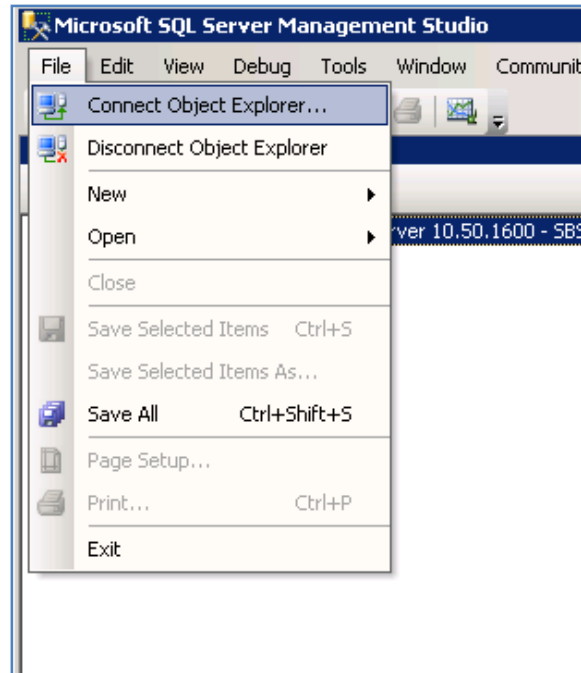 Microsoft SQL Server Management Studio
File Edit View Debug Tools Window Communit
Connect Object Explorer...
Disconnect Object Explorer
New
Open
rver 10.50.1600 - SBS
Close
Save Selected Items Ctrl+S
Save Selected Items As...
Save All Ctrl+Shift+S
Page Setup...
Print... Ctrl+P
Exit